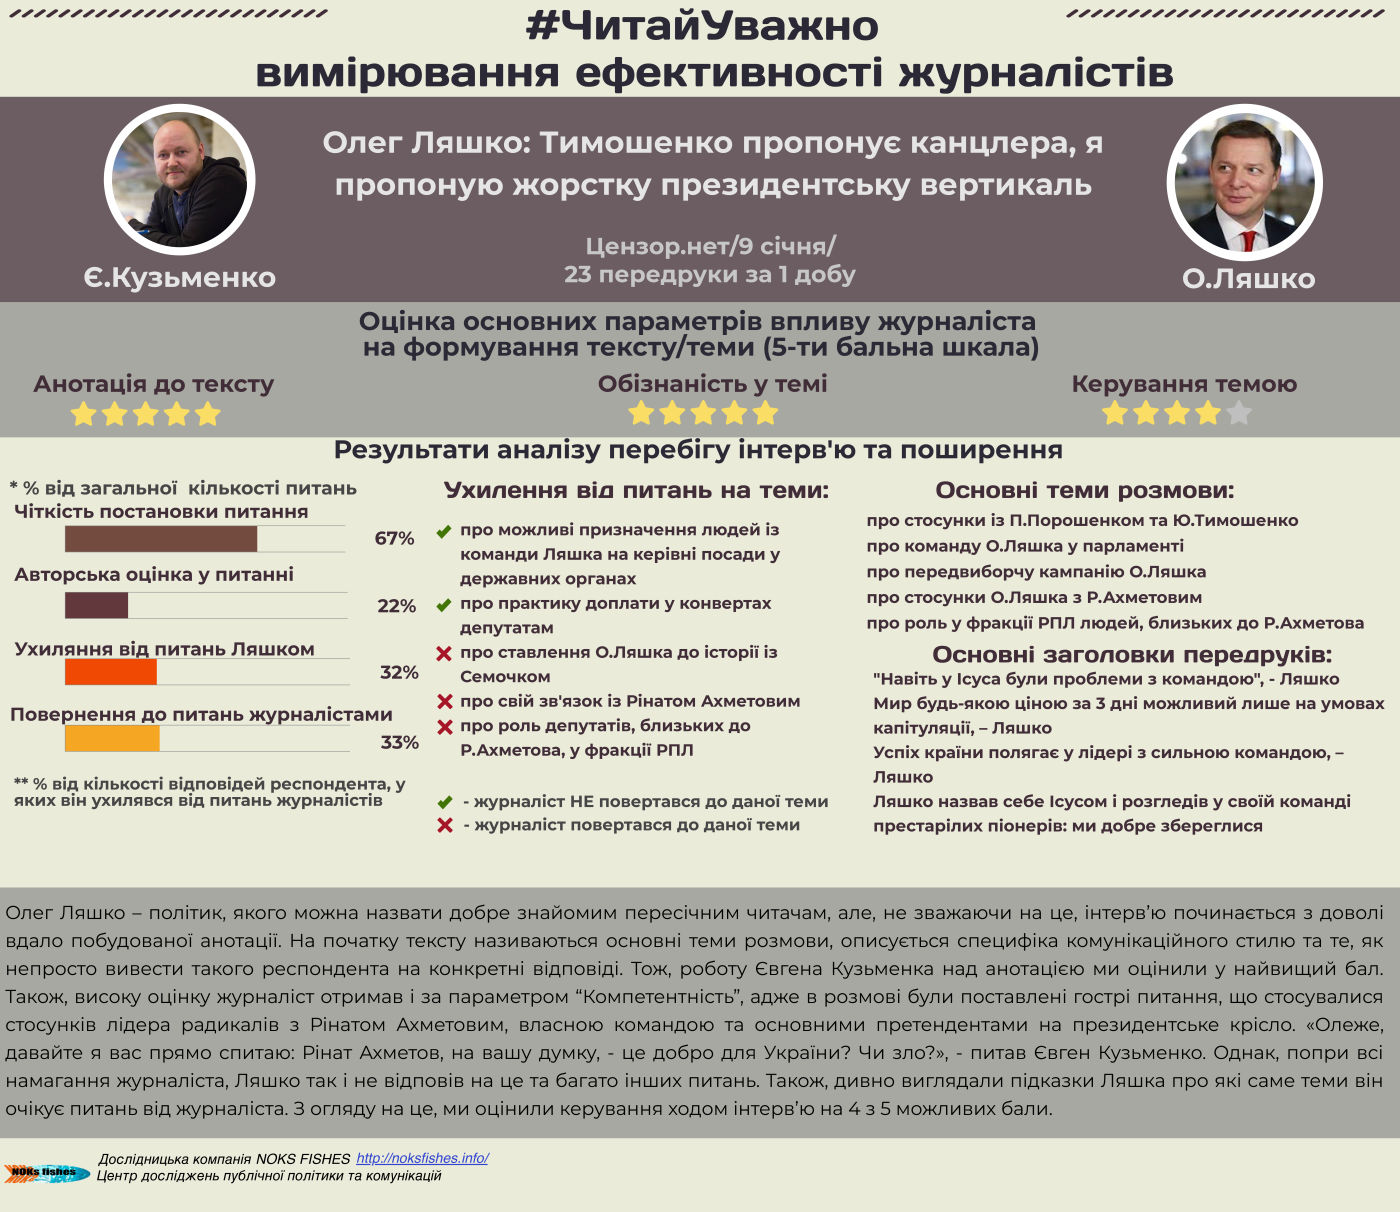 #ЧитайУважно
вимірювання ефективності журналістів
Олег Ляшко: Тимошенко пропонує канцлера, я
пропоную жорстку президентську вертикаль
Цензор.нет/9 січня/
23 передруки за 1 добу
Є.Кузьменко
О.Ляшко
Оцінка основних параметрів впливу журналіста
на формування тексту/теми (5-ти бальна шкала)
Анотація до тексту
Обізнаність у темі
Керування темою
Результати аналізу перебігу інтерв'ю та поширення
* % від загальної кількості питань
Чіткість постановки питання
67%
Авторська оцінка у питанні
22%
Ухиляння від питань Ляшком
32%
Повернення до питань журналістами
33%
** % від кількості відповідей респондента, у
яких він ухилявся від питань журналістів
Ухилення від питань на теми:
про можливі призначення людей із
команди Ляшка на керівні посади у
державних органах
про практику доплати у конвертах
депутатам
про ставлення О.Ляшка до історії із
Семочком
про свій зв'язок із Рінатом Ахметовим
про роль депутатів, близьких до
Р.Ахметова, у фракції РПЛ
- журналіст НЕ повертався до даної теми
- журналіст повертався до даної теми
Основні теми розмови:
про стосунки із П.Порошенком та Ю.Тимошенко
про команду О.Ляшка у парламенті
про передвиборчу кампанію О.Ляшка
про стосунки О.Ляшка з Р.Ахметовим
про роль у фракції РПЛ людей, близьких до Р.Ахметова
Основні заголовки передруків:
"Навіть у Ісуса були проблеми з командою", - Ляшко
Мир будь-якою ціною за 3 дні можливий лише на умовах
капітуляції, – Ляшко
Успіх країни полягає у лідері з сильною командою, –
Ляшко
Ляшко назвав себе Ісусом і розгледів у своїй команді
престарілих піонерів: ми добре збереглися
Олег Ляшко – політик, якого можна назвати добре знайомим пересічним читачам, але, не зважаючи на це, інтерв’ю починається з доволі
вдало побудованої анотації. На початку тексту називаються основні теми розмови, описується специфіка комунікаційного стилю та те, як
непросто вивести такого респондента на конкретні відповіді. Тож, роботу Євгена Кузьменка над анотацією ми оцінили у найвищий бал.
Також, високу оцінку журналіст отримав і за параметром “Компетентність”, адже в розмові були поставлені гострі питання, що стосувалися
стосунків лідера радикалів з Рінатом Ахметовим, власною командою та основними претендентами на президентське крісло. «Олеже,
давайте я вас прямо спитаю: Рінат Ахметов, на вашу думку, - це добро для України? Чи зло?», - питав Євген Кузьменко. Однак, попри всі
намагання журналіста, Ляшко так і не відповів на це та багато інших питань. Також, дивно виглядали підказки Ляшка про які саме теми він
очікує питань від журналіста. З огляду на це, ми оцінили керування ходом інтерв’ю на 4 з 5 можливих бали.
NOKs fishes
Дослідницька компанія NOKS FISHES http://noksfishes.info/
Центр досліджень публічної політики та комунікацій